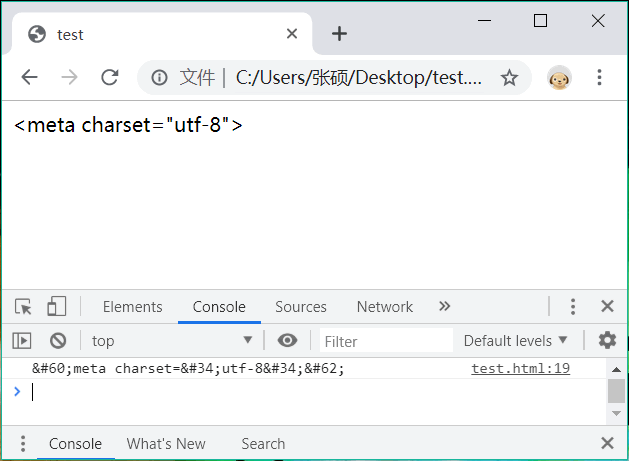 test
文件 | C:/Users/张硕/Desktop/test....
<meta charset="utf-8">
Elements Console Sources Network
top Filter Default levels
&#60;meta charset=&#34;utf-8&#34;&#62; test.html:19
Console What's New Search